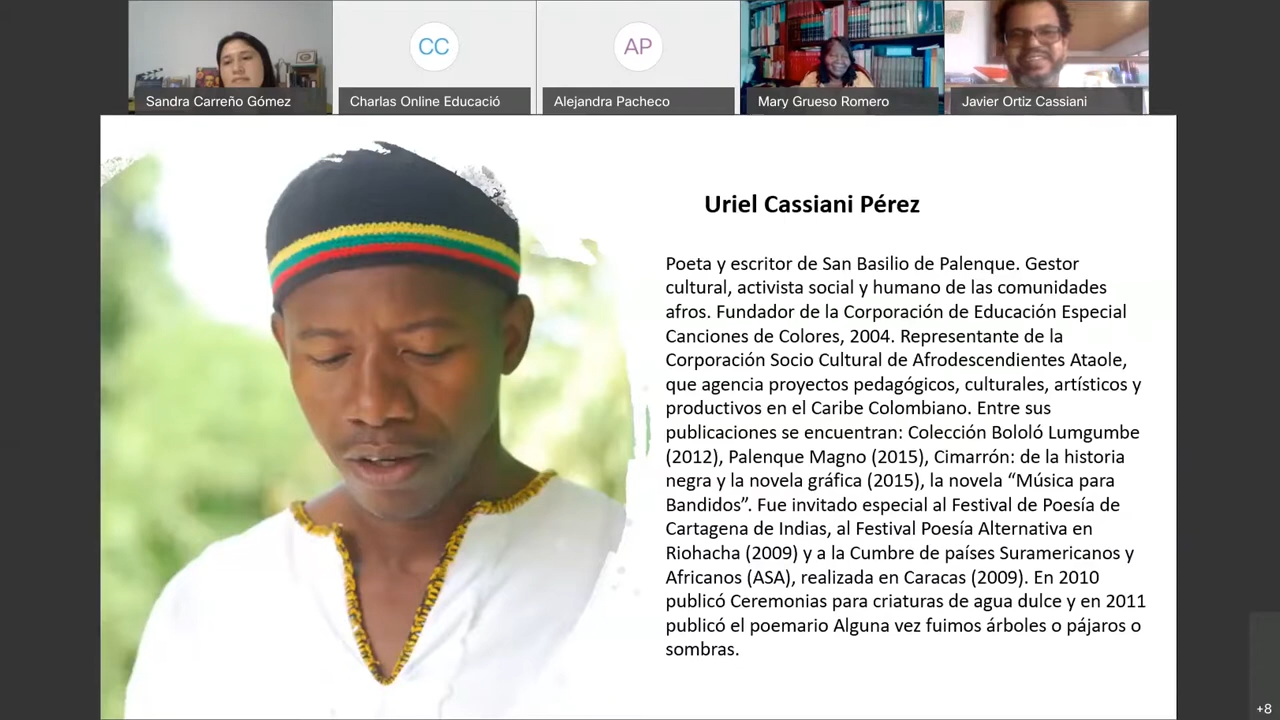 CC
AP
Sandra Carreño Gómez
Charlas Online Educació
Alejandra Pacheco
Mary Grueso Romero
Javier Ortiz Cassiani
Uriel Cassiani Pérez
Poeta y escritor de San Basilio de Palenque. Gestor
cultural, activista social y humano de las comunidades
afros. Fundador de la Corporación de Educación Especial
Canciones de Colores, 2004. Representante de la
Corporación Socio Cultural de Afrodescendientes Ataole,
que agencia proyectos pedagógicos, culturales, artísticos y
productivos en el Caribe Colombiano. Entre sus
publicaciones se encuentran: Colección Bololó Lumgumbe
(2012), Palenque Magno (2015), Cimarrón: de la historia
negra y la novela gráfica (2015), la novela “Música para
Bandidos”. Fue invitado especial al Festival de Poesía de
Cartagena de Indias, al Festival Poesía Alternativa en
Riohacha (2009) y a la Cumbre de países Suramericanos y
Africanos (ASA), realizada en Caracas (2009). En 2010
publicó Ceremonias para criaturas de agua dulce y en 2011
publicó el poemario Alguna vez fuimos árboles o pájaros o
sombras.
+8